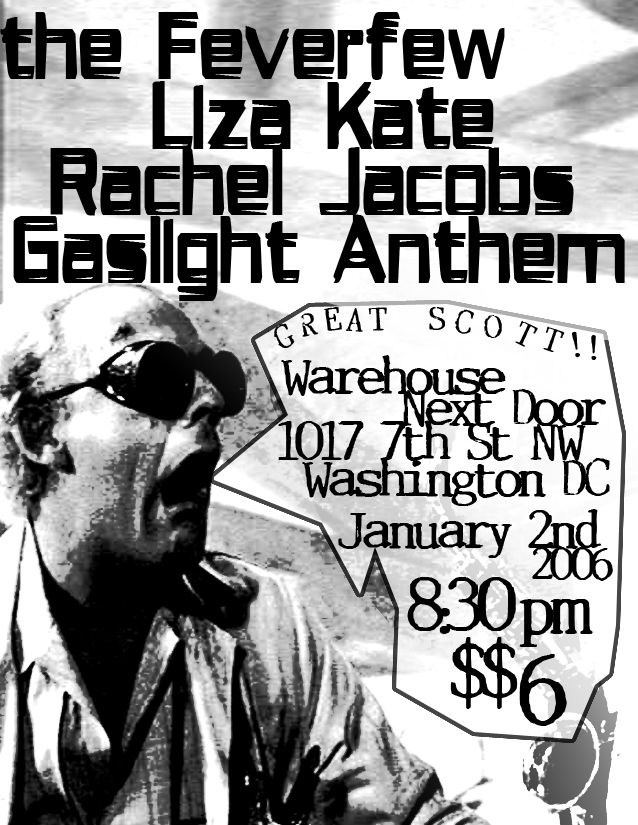 the Feverfew
Liza Kate
Rachel Jacobs
Gaslight Anthem
GREAT SCOTT!!
Warehouse
Next Door
1017 7th St NW
Washington DC
January 2nd
2006
8:30 pm
$$6